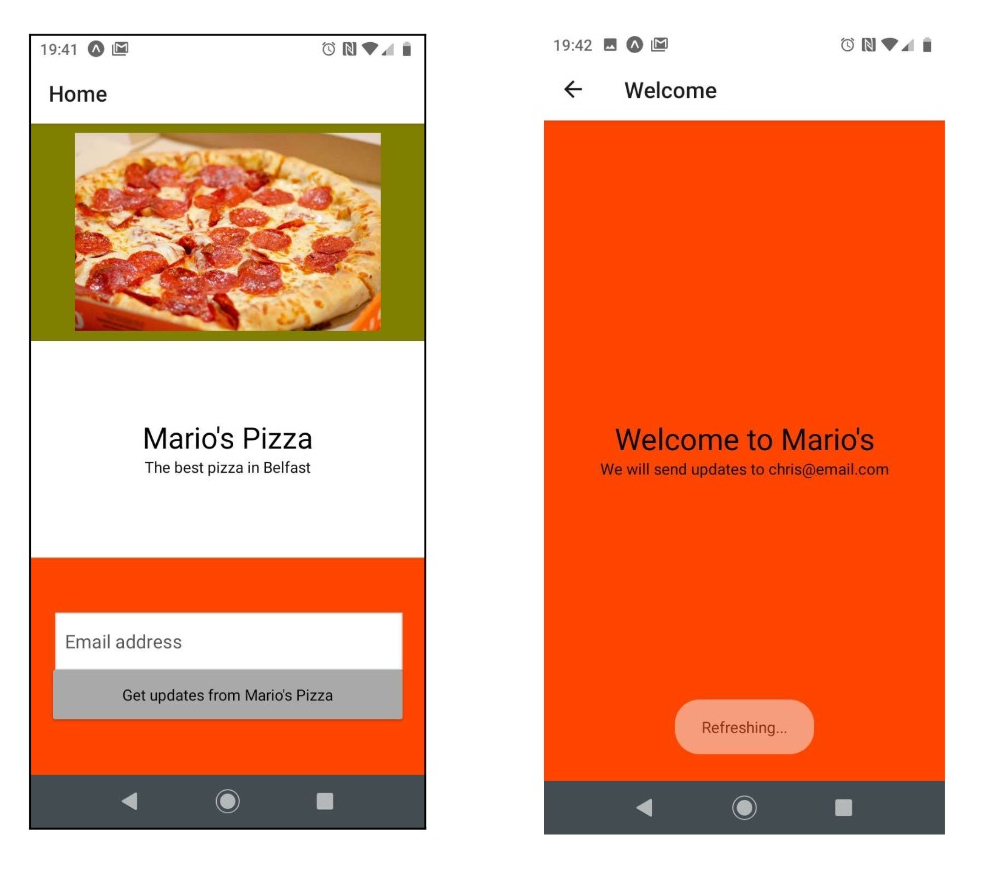 19:41
Home
Mario's Pizza
The best pizza in Belfast
Email address
Get updates from Mario's Pizza
19:42
Welcome
Welcome to Mario's
We will send updates to chris@email.com
Refreshing...